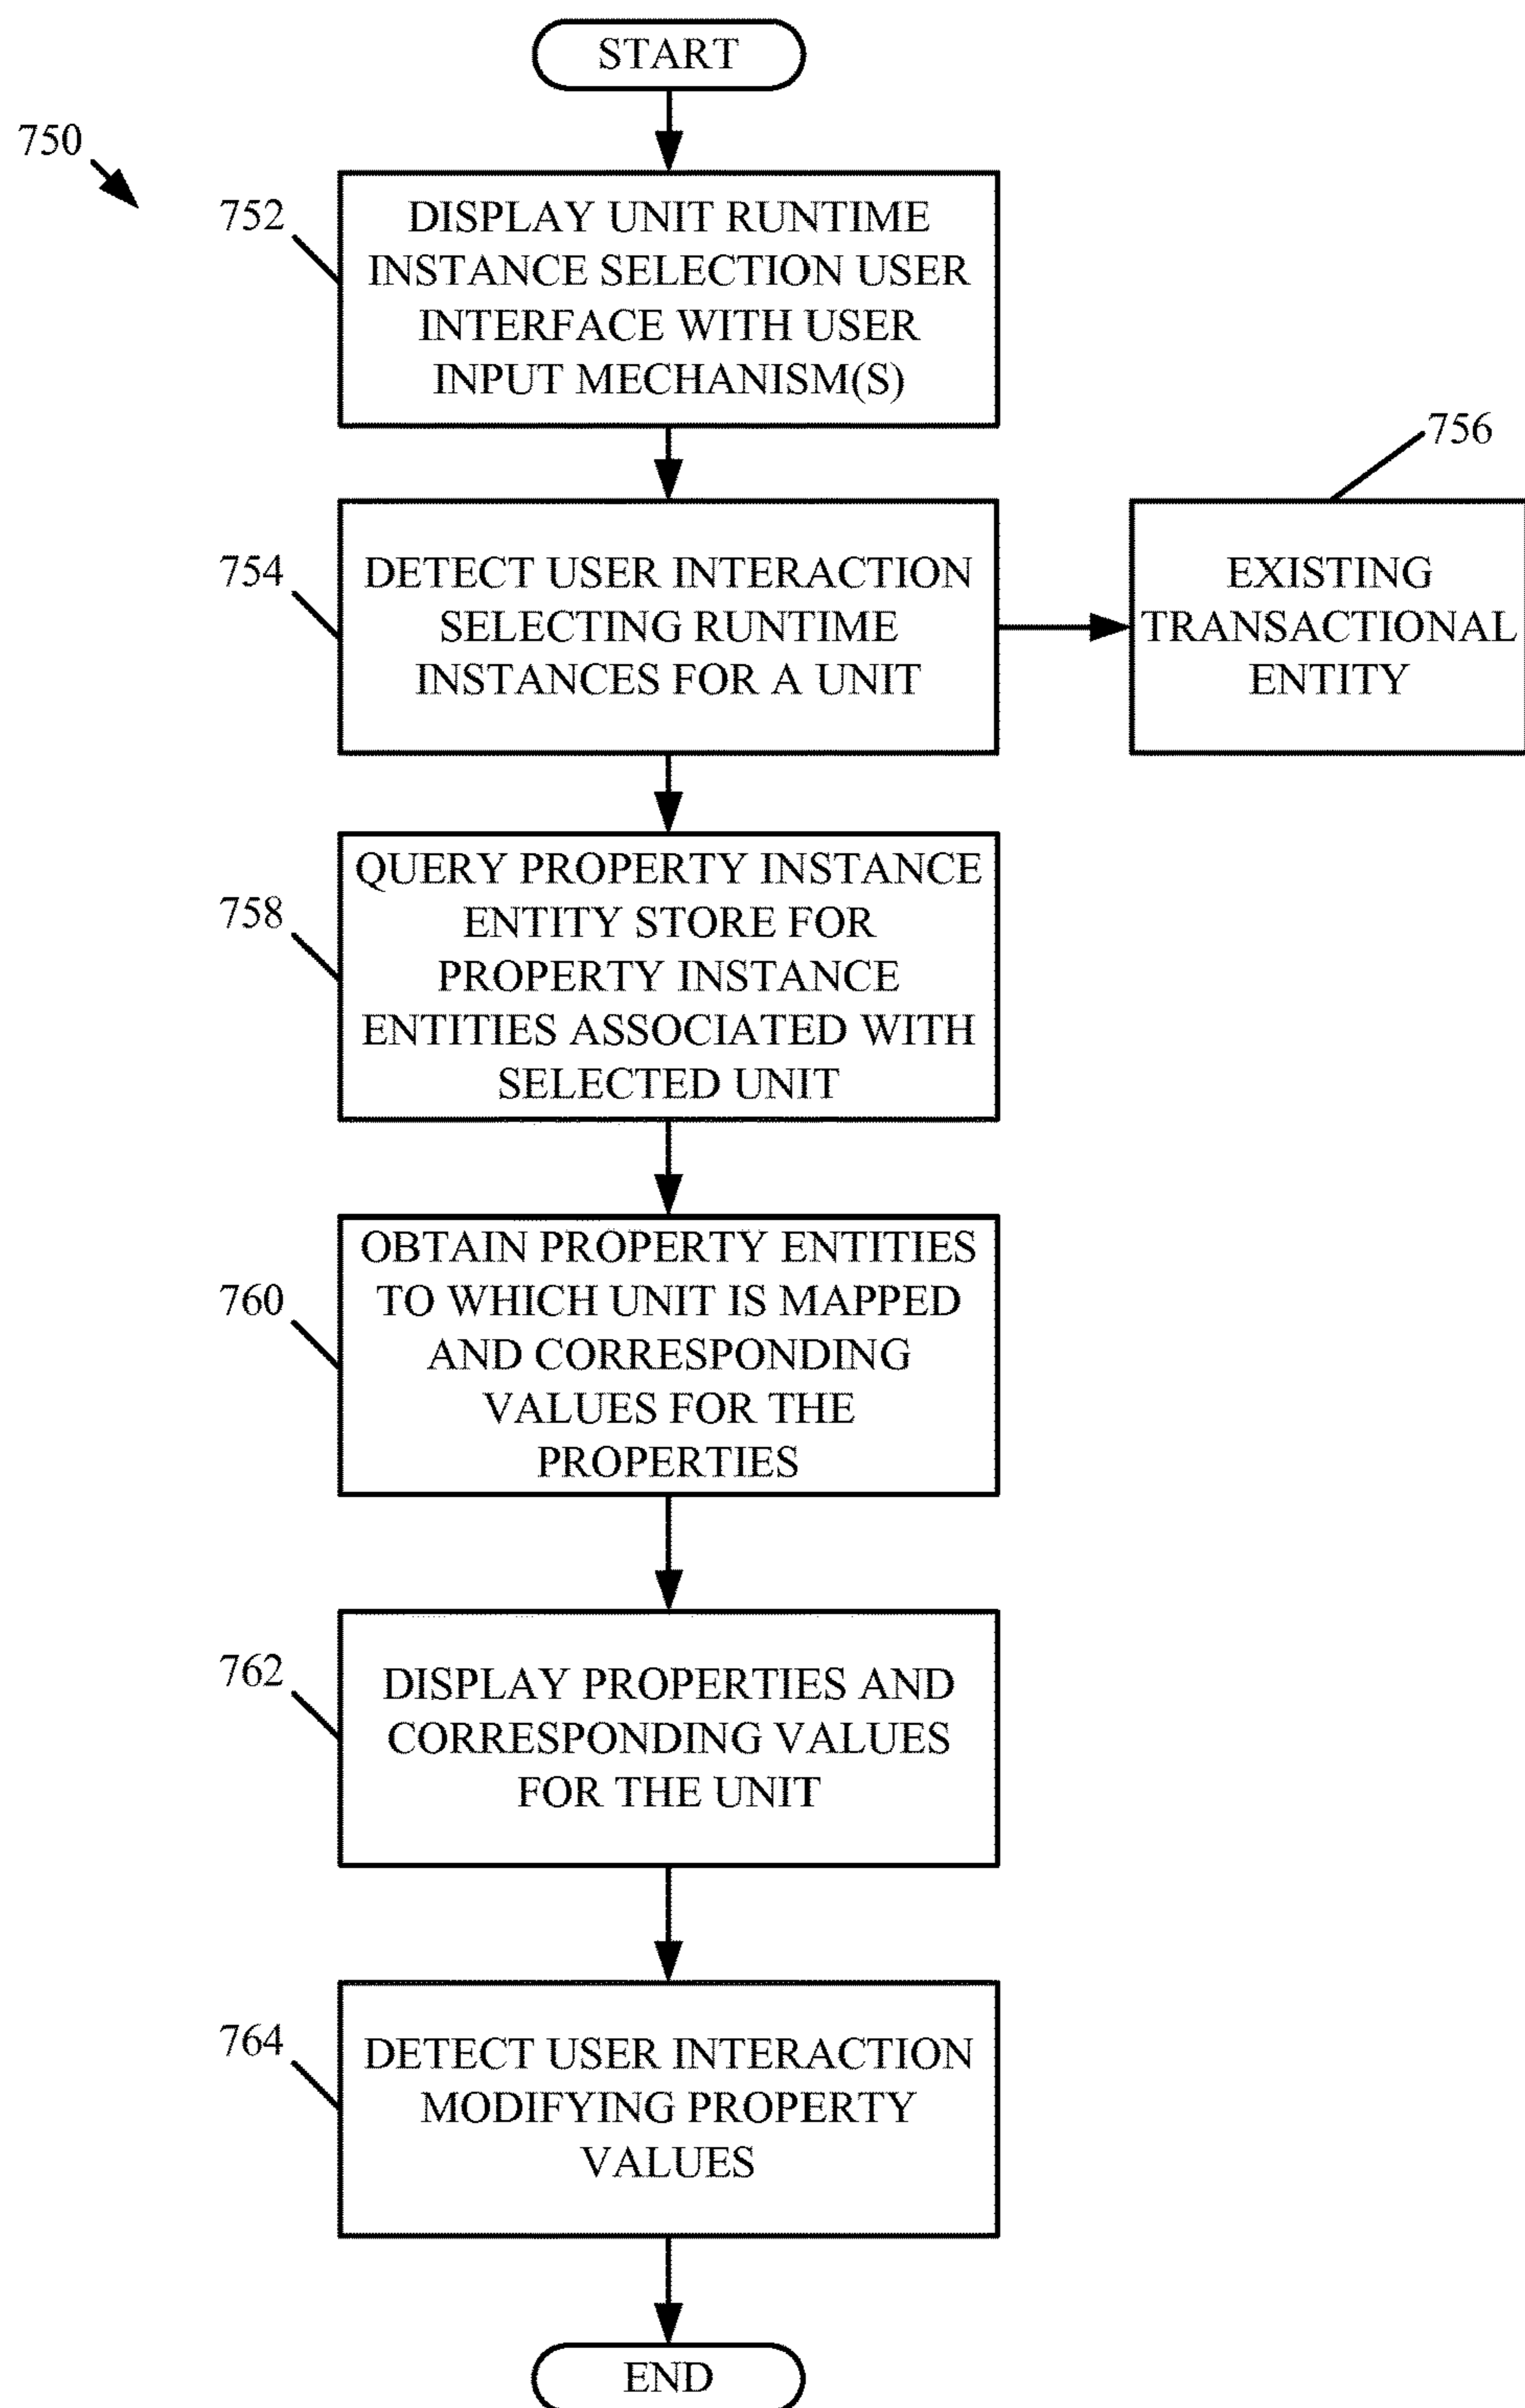 START
750
752
DISPLAY UNIT RUNTIME
INSTANCE SELECTION USER
INTERFACE WITH USER
INPUT MECHANISM(S)
756
754
DETECT USER INTERACTION
SELECTING RUNTIME
INSTANCES FOR A UNIT
EXISTING
TRANSACTIONAL
ENTITY
758
QUERY PROPERTY INSTANCE
ENTITY STORE FOR
PROPERTY INSTANCE
ENTITIES ASSOCIATED WITH
SELECTED UNIT
760
OBTAIN PROPERTY ENTITIES
TO WHICH UNIT IS MAPPED
AND CORRESPONDING
VALUES FOR THE
PROPERTIES
762
DISPLAY PROPERTIES AND
CORRESPONDING VALUES
FOR THE UNIT
764
DETECT USER INTERACTION
MODIFYING PROPERTY
VALUES
END